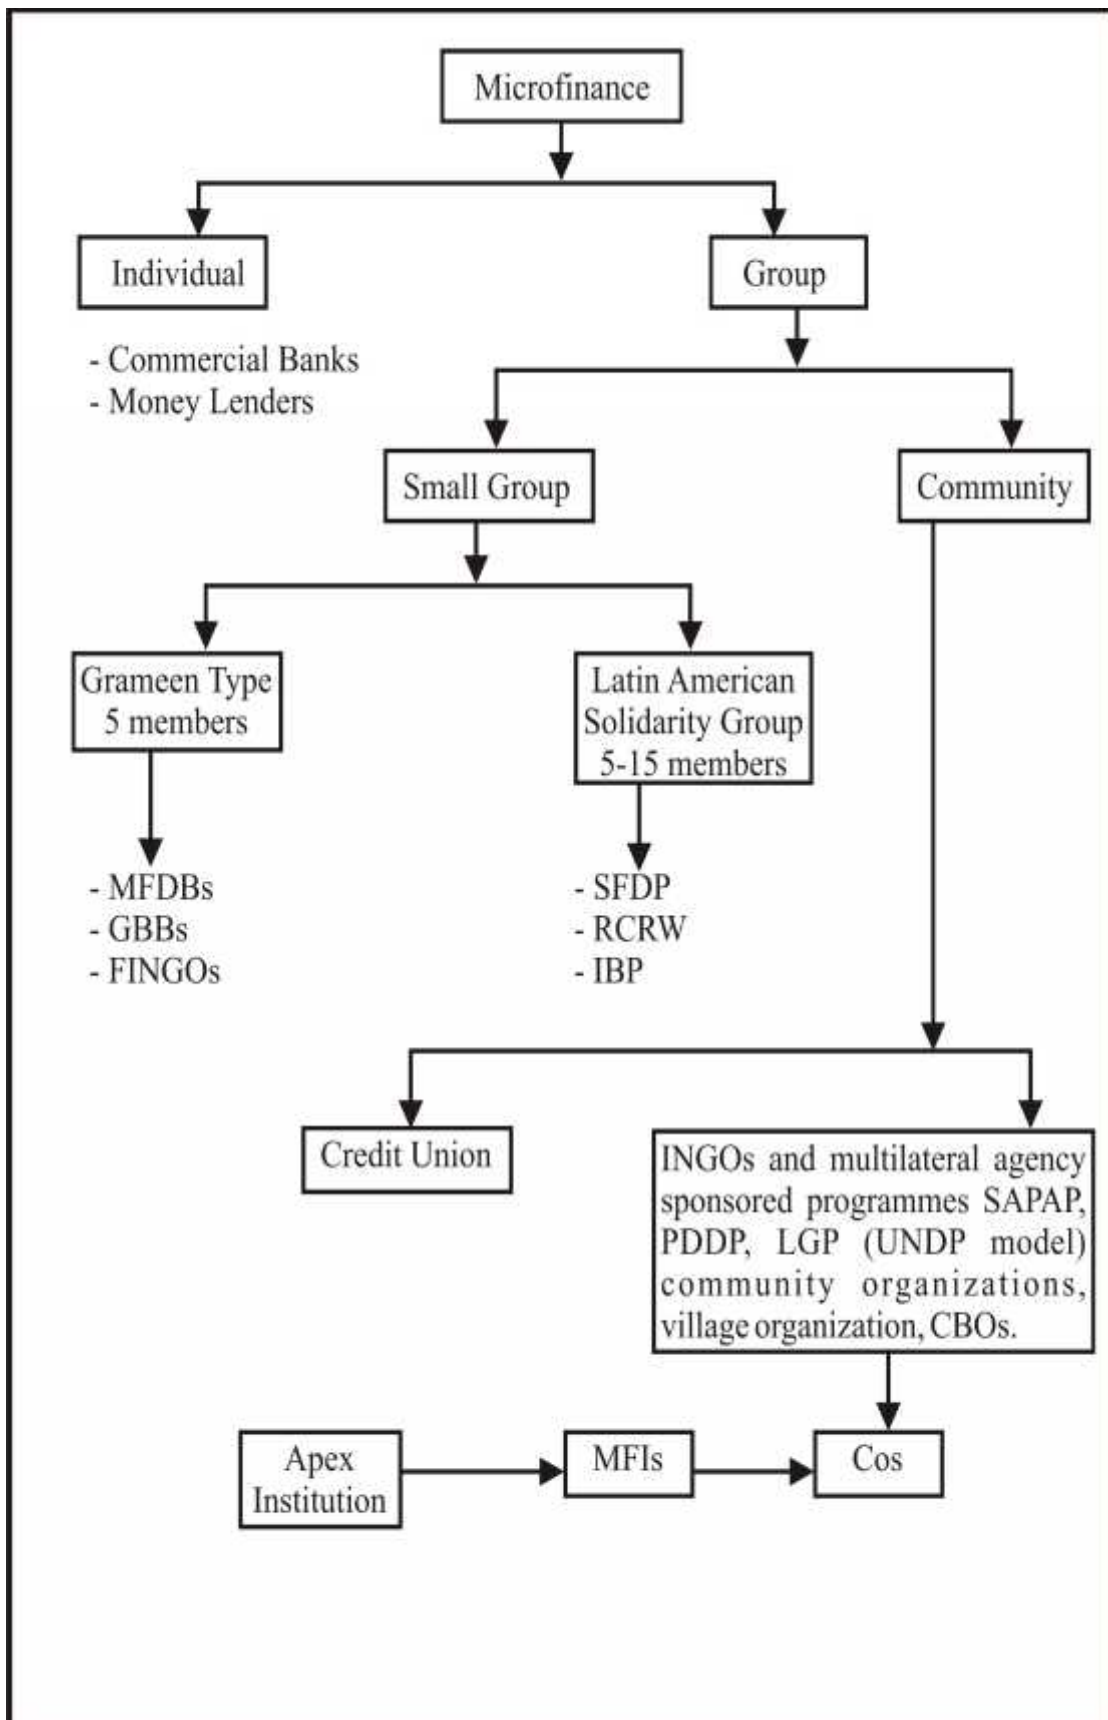 Microfinance
Individual
Group
- Commercial Banks
- Money Lenders
Small Group
Community
Grameen Type
5 members
Latin American
Solidarity Group
5-15 members
- MFDBs
- GBBs
- FINGOs
- SFDP
- RCRW
- IBP
Credit Union
INGOs and multilateral agency
sponsored programmes SAPAP,
PDDP, LGP (UNDP model)
community organizations,
village organization, CBOs.
Apex
Institution
MFIs
Cos